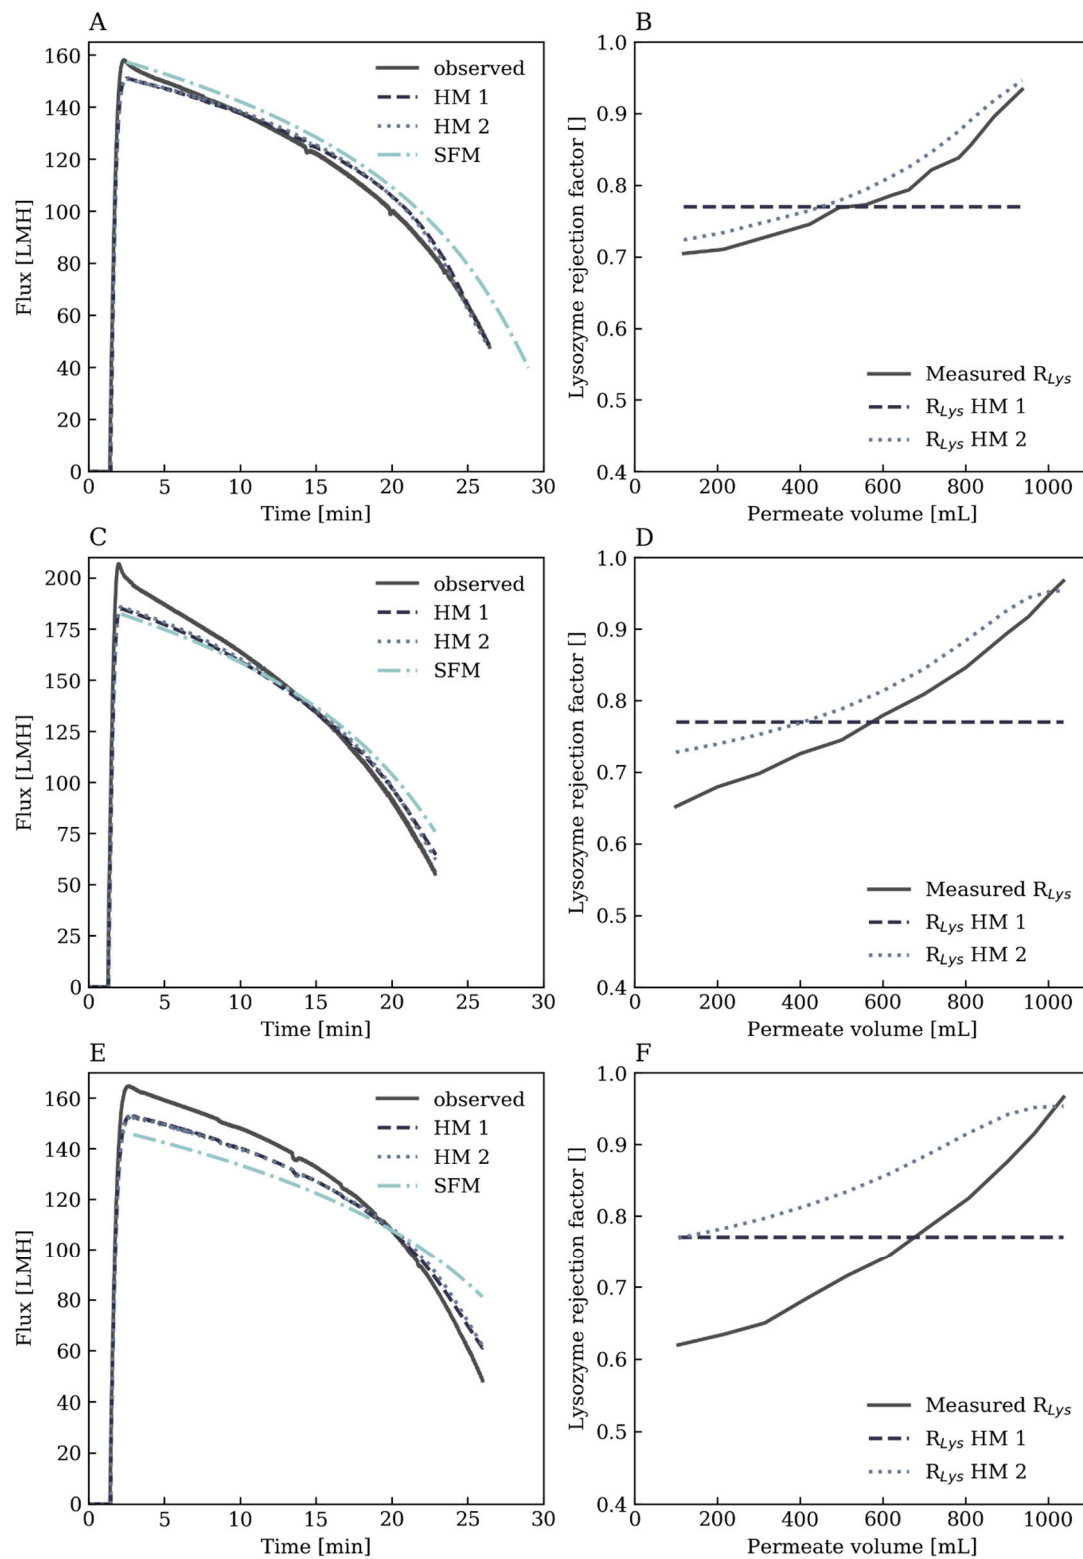 A
B
160
140
120
100
80
60
40
20
0
Flux [LMH]
observed
HM 1
HM 2
SFM
0 5 10 15 20 25 30
Time [min]
1.0
0.9
0.8
0.7
0.6
0.5
0.4
Lysozyme rejection factor []
Measured R_Lys
R_Lys HM 1
R_Lys HM 2
0 200 400 600 800 1000
Permeate volume [mL]
C
D
200
175
150
125
100
75
50
25
0
Flux [LMH]
observed
HM 1
HM 2
SFM
0 5 10 15 20 25 30
Time [min]
1.0
0.9
0.8
0.7
0.6
0.5
0.4
Lysozyme rejection factor []
Measured R_Lys
R_Lys HM 1
R_Lys HM 2
0 200 400 600 800 1000
Permeate volume [mL]
E
F
160
140
120
100
80
60
40
20
0
Flux [LMH]
observed
HM 1
HM 2
SFM
0 5 10 15 20 25 30
Time [min]
1.0
0.9
0.8
0.7
0.6
0.5
0.4
Lysozyme rejection factor []
Measured R_Lys
R_Lys HM 1
R_Lys HM 2
0 200 400 600 800 1000
Permeate volume [mL]